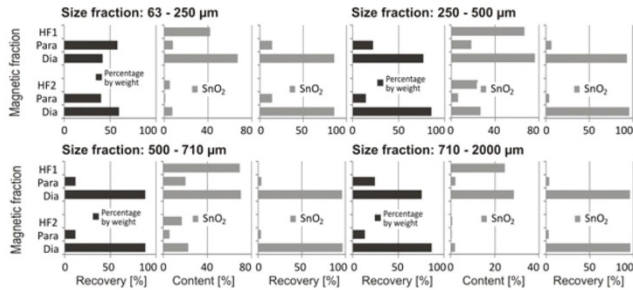 Size fraction: 63 - 250 µm
Size fraction: 250 - 500 µm
Magnetic fraction
HF1
Para
Dia
HF2
Para
Dia
Percentage by weight
SnO2
Percentage by weight
SnO2
0 50 100
0 40 80
0 50 100
0 50 100
0 40 80
0 50 100
Size fraction: 500 - 710 µm
Size fraction: 710 - 2000 µm
Magnetic fraction
HF1
Para
Dia
HF2
Para
Dia
Percentage by weight
SnO2
SnO2
Percentage by weight
SnO2
SnO2
0 50 100
0 40 80
0 50 100
0 50 100
0 20 40
0 50 100
Recovery [%]
Content [%]
Recovery [%]
Recovery [%]
Content [%]
Recovery [%]